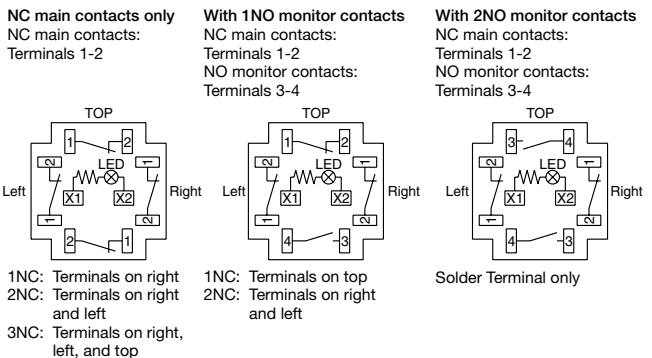 NC main contacts only
NC main contacts:
Terminals 1-2
TOP
1
2
2
1
LED
X1
X2
1
2
Left
Right
2
1
1NC: Terminals on right
2NC: Terminals on right
and left
3NC: Terminals on right,
left, and top
With 1NO monitor contacts
NC main contacts:
Terminals 1-2
NO monitor contacts:
Terminals 3-4
TOP
1
2
2
1
LED
X1
X2
1
2
Left
Right
4
3
1NC: Terminals on top
2NC: Terminals on right
and left
With 2NO monitor contacts
NC main contacts:
Terminals 1-2
NO monitor contacts:
Terminals 3-4
TOP
3
4
2
1
LED
X1
X2
1
2
Left
Right
4
3
Solder Terminal only